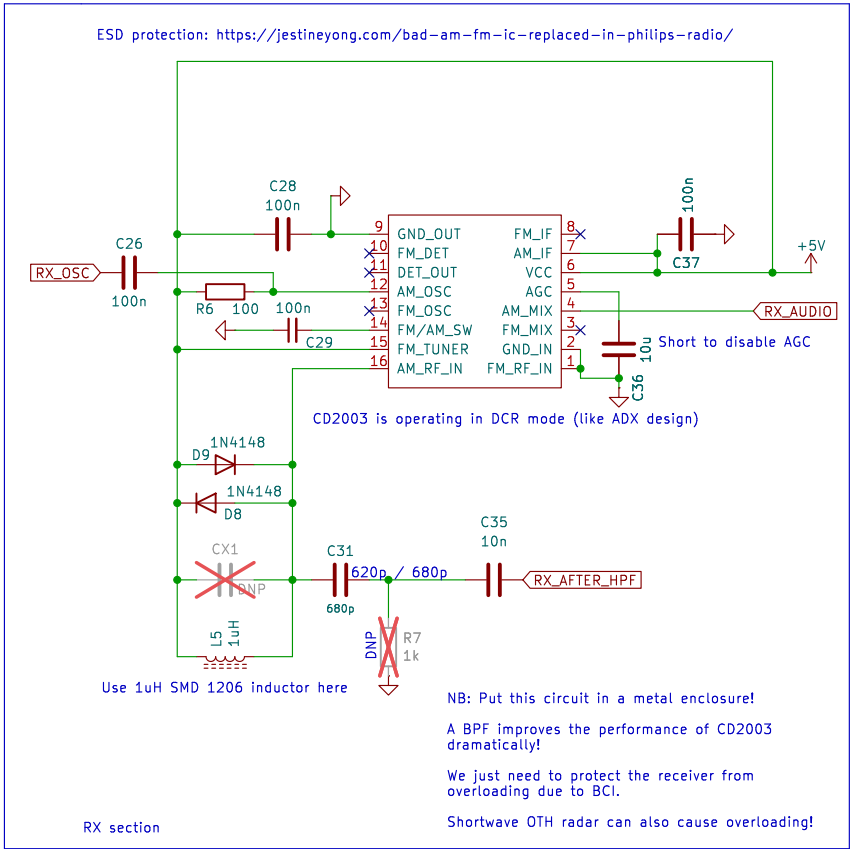 ESD protection: https://jestineyong.com/bad-am-fm-ic-replaced-in-philips-radio/
C28
100n
100n
C37
+5V
C26
RX_OSC
100n
R6 100
100n
C29
9 GND_OUT FM_IF 8
10 FM_DET AM_IF 7
11 DET_OUT VCC 6
12 AM_OSC AGC 5
13 FM_OSC AM_MIX 4
14 FM/AM_SW FM_MIX 3
15 FM_TUNER GND_IN 2
16 AM_RF_IN FM_RF_IN 1
RX_AUDIO
10u
C36
Short to disable AGC
CD2003 is operating in DCR mode (like ADX design)
1N4148
D9
1N4148
D8
CX1
DNP
C31
620p / 680p
680p
C35
10n
RX_AFTER_HPF
L5
1uH
DNP
R7
1k
Use 1uH SMD 1206 inductor here
NB: Put this circuit in a metal enclosure!
A BPF improves the performance of CD2003
dramatically!
We just need to protect the receiver from
overloading due to BCI.
Shortwave OTH radar can also cause overloading!
RX section